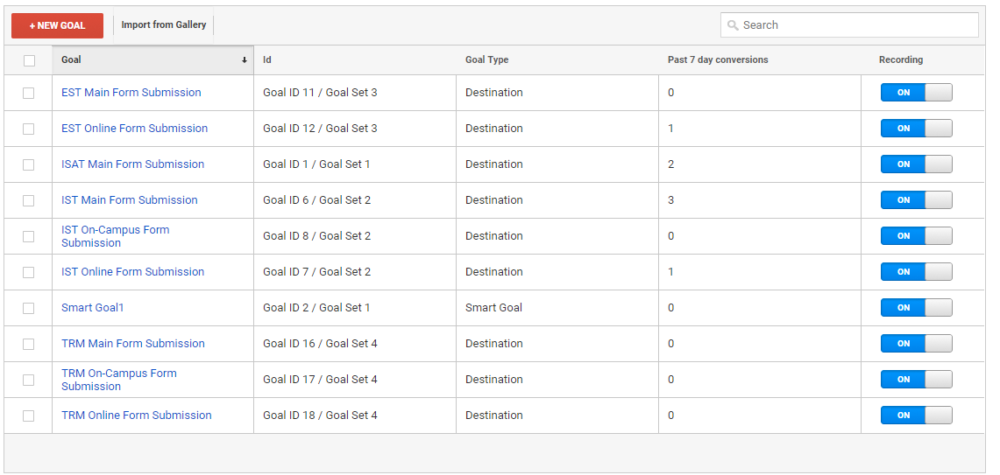 + NEW GOAL Import from Gallery Search
Goal Id Goal Type Past 7 day conversions Recording
EST Main Form Submission Goal ID 11 / Goal Set 3 Destination 0 ON
EST Online Form Submission Goal ID 12 / Goal Set 3 Destination 1 ON
ISAT Main Form Submission Goal ID 1 / Goal Set 1 Destination 2 ON
IST Main Form Submission Goal ID 6 / Goal Set 2 Destination 3 ON
IST On-Campus Form
Submission Goal ID 8 / Goal Set 2 Destination 0 ON
IST Online Form Submission Goal ID 7 / Goal Set 2 Destination 1 ON
Smart Goal1 Goal ID 2 / Goal Set 1 Smart Goal 0 ON
TRM Main Form Submission Goal ID 16 / Goal Set 4 Destination 0 ON
TRM On-Campus Form
Submission Goal ID 17 / Goal Set 4 Destination 0 ON
TRM Online Form Submission Goal ID 18 / Goal Set 4 Destination 0 ON